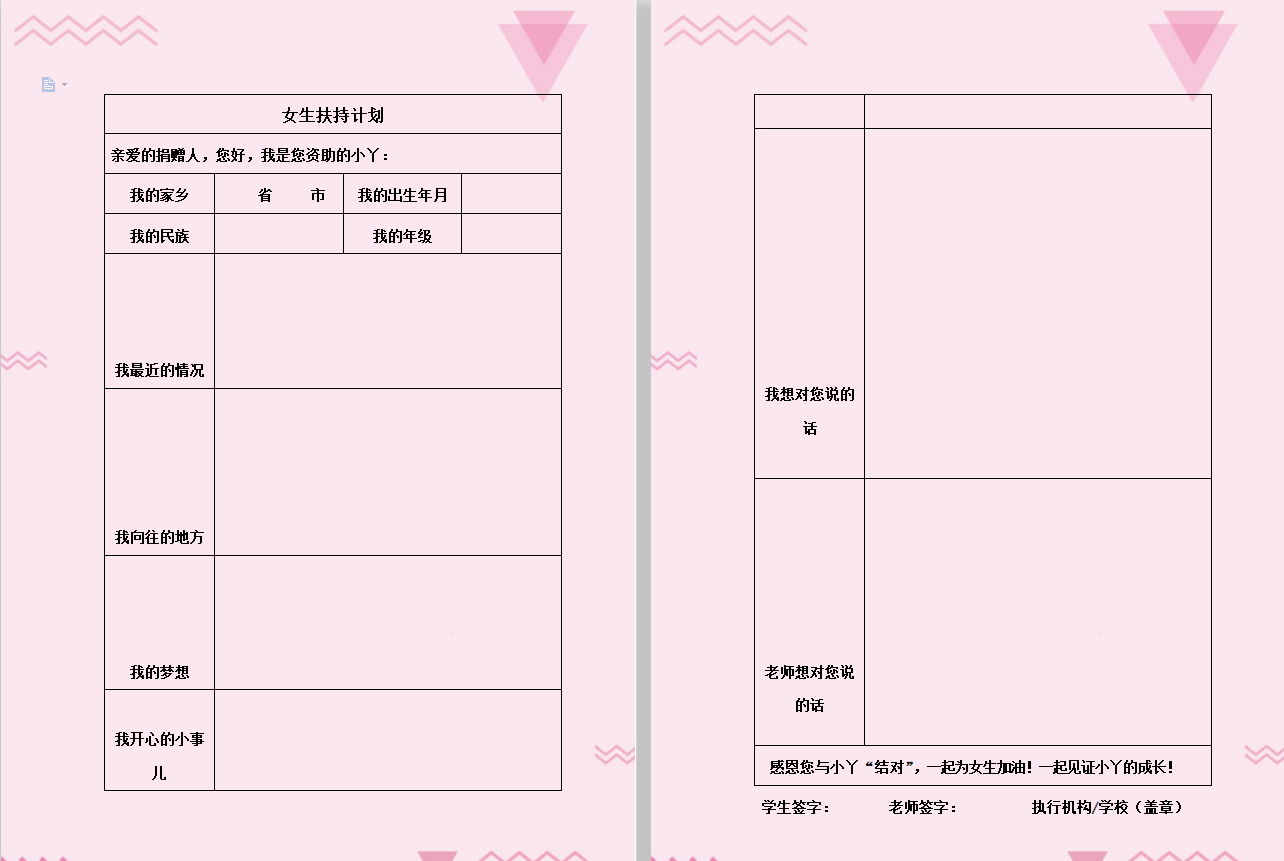 女生扶持计划
亲爱的捐赠人，您好，我是您资助的小丫：
我的家乡 省 市 我的出生年月
我的民族 我的年级
我最近的情况
我向往的地方
我的梦想
我开心的小事
儿
我想对您说的
话
老师想对您说
的话
感恩您与小丫“结对”，一起为女生加油！一起见证小丫的成长！
学生签字： 老师签字： 执行机构/学校（盖章）